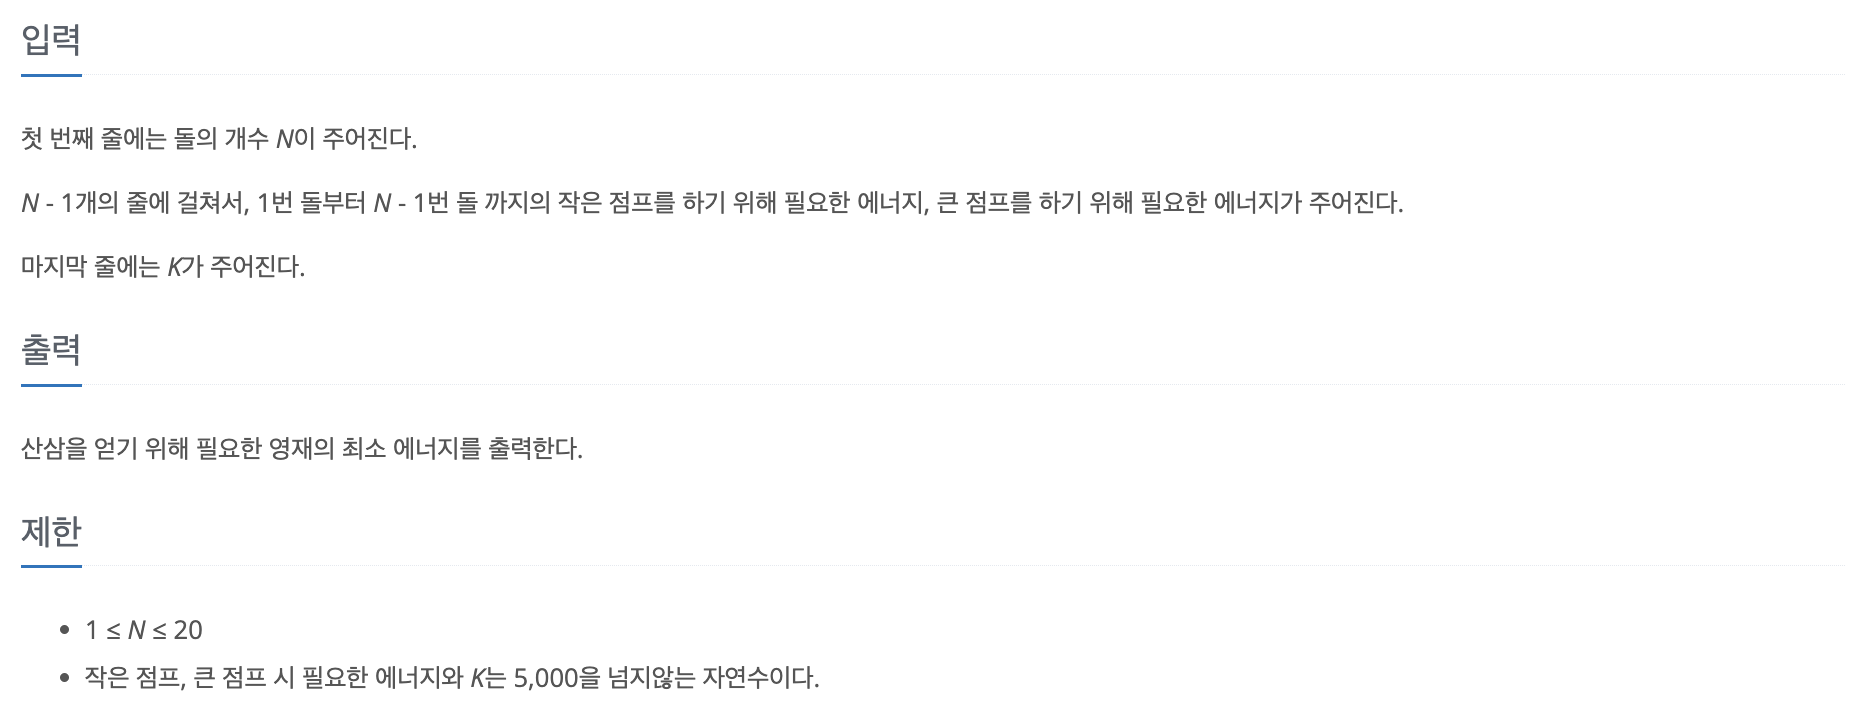 입력
첫 번째 줄에는 돌의 개수 N이 주어진다.
N - 1개의 줄에 걸쳐서, 1번 돌부터 N - 1번 돌 까지의 작은 점프를 하기 위해 필요한 에너지, 큰 점프를 하기 위해 필요한 에너지가 주어진다.
마지막 줄에는 K가 주어진다.
출력
산삼을 얻기 위해 필요한 영재의 최소 에너지를 출력한다.
제한
• 1 ≤ N ≤ 20
• 작은 점프, 큰 점프 시 필요한 에너지와 K는 5,000을 넘지않는 자연수이다.